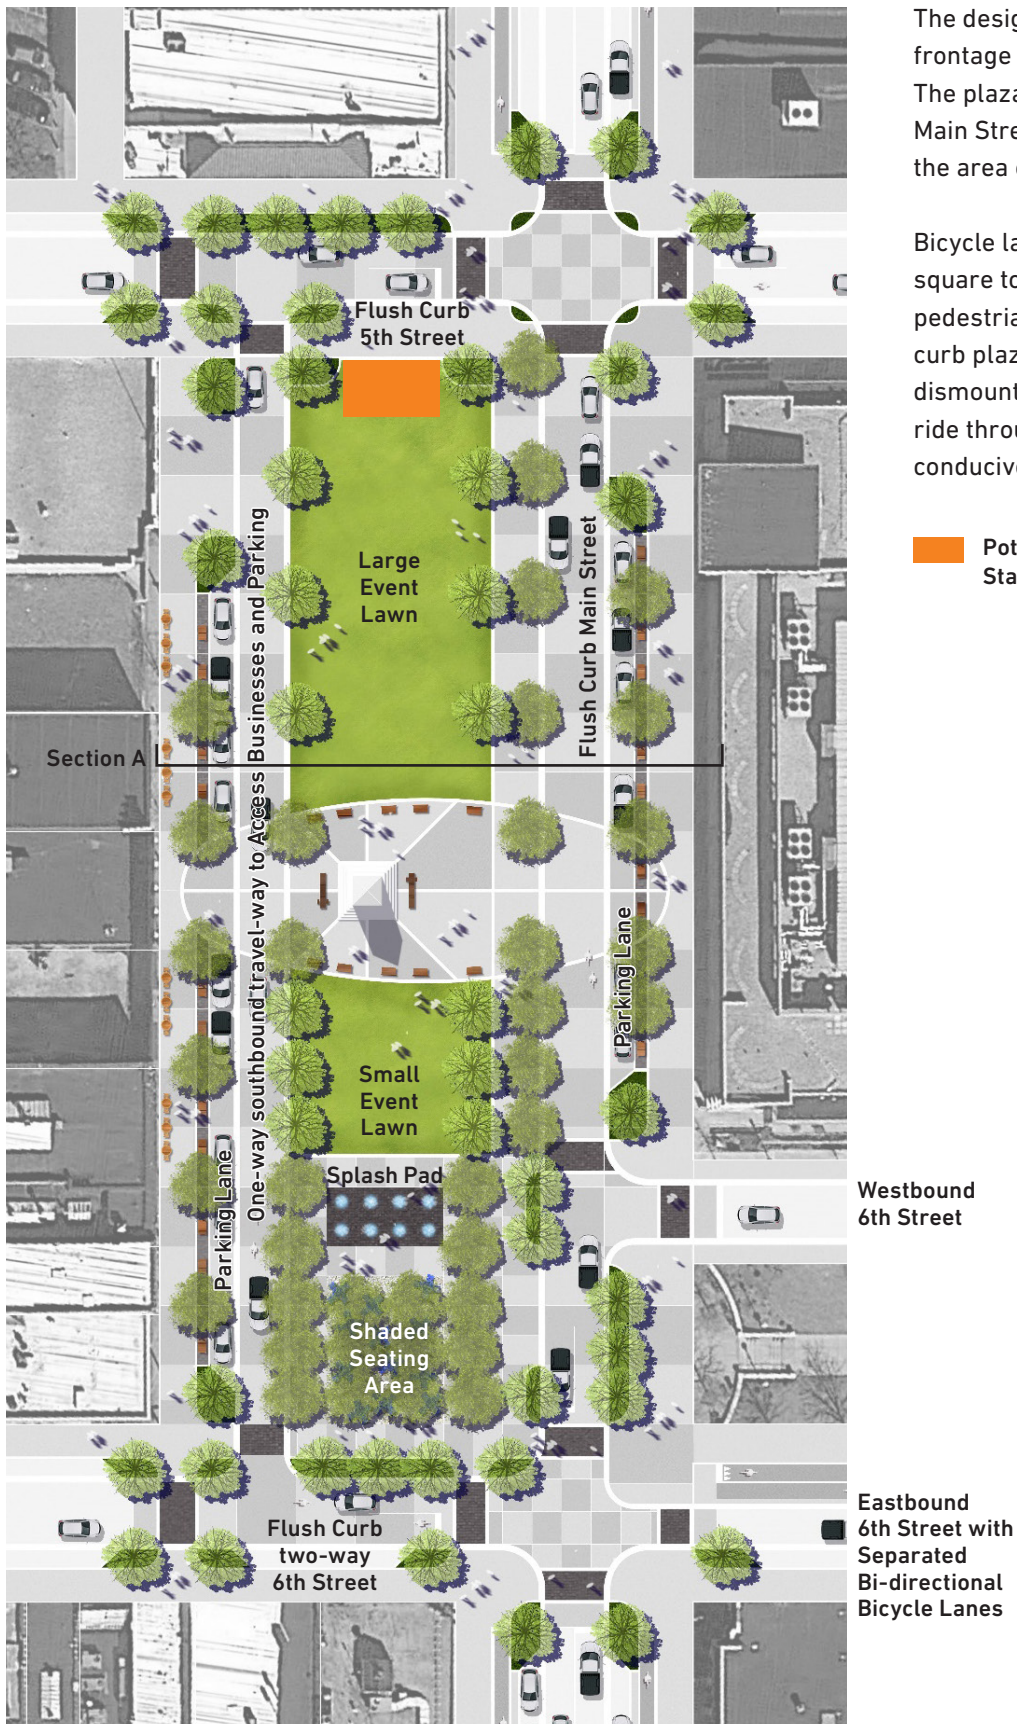 The desig
frontage
The plaza
Main Stre
the area
Bicycle la
square to
pedestria
curb plaz
dismount
ride throu
conducive
Pot
Sta
Flush Curb
5th Street
Large
Event
Lawn
One-way southbound travel-way to Access Businesses and Parking
Flush Curb Main Street
Section A
Parking Lane
Small
Event
Lawn
Splash Pad
Parking Lane
Shaded
Seating
Area
Westbound
6th Street
Flush Curb
two-way
6th Street
Eastbound
6th Street with
Separated
Bi-directional
Bicycle Lanes